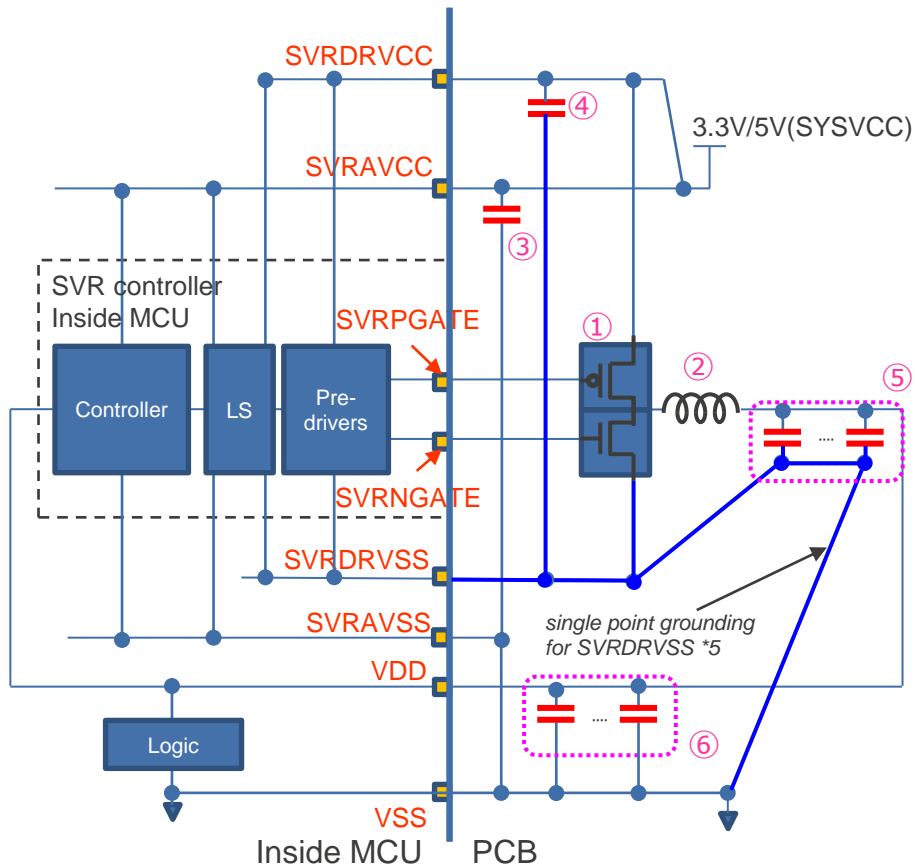 SVRDRVCC
④
3.3V/5V(SYSVCC)
SVRAVCC
③
SVR controller
Inside MCU
SVRPGATE
①
②
⑤
Controller
LS
Pre-
drivers
....
SVRNGATE
SVRDRVSS
single point grounding
for SVRDRVSS *5
SVRAVSS
VDD
....
⑥
Logic
VSS
Inside MCU
PCB